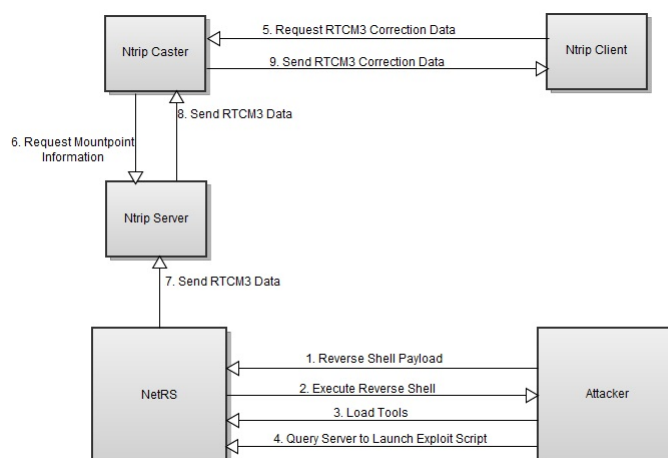 5. Request RTCM3 Correction Data
Ntrip Caster
Ntrip Client
9. Send RTCM3 Correction Data
8. Send RTCM3 Data
6. Request Mountpoint
Information
Ntrip Server
7. Send RTCM3 Data
1. Reverse Shell Payload
NetRS
2. Execute Reverse Shell
Attacker
3. Load Tools
4. Query Server to Launch Exploit Script